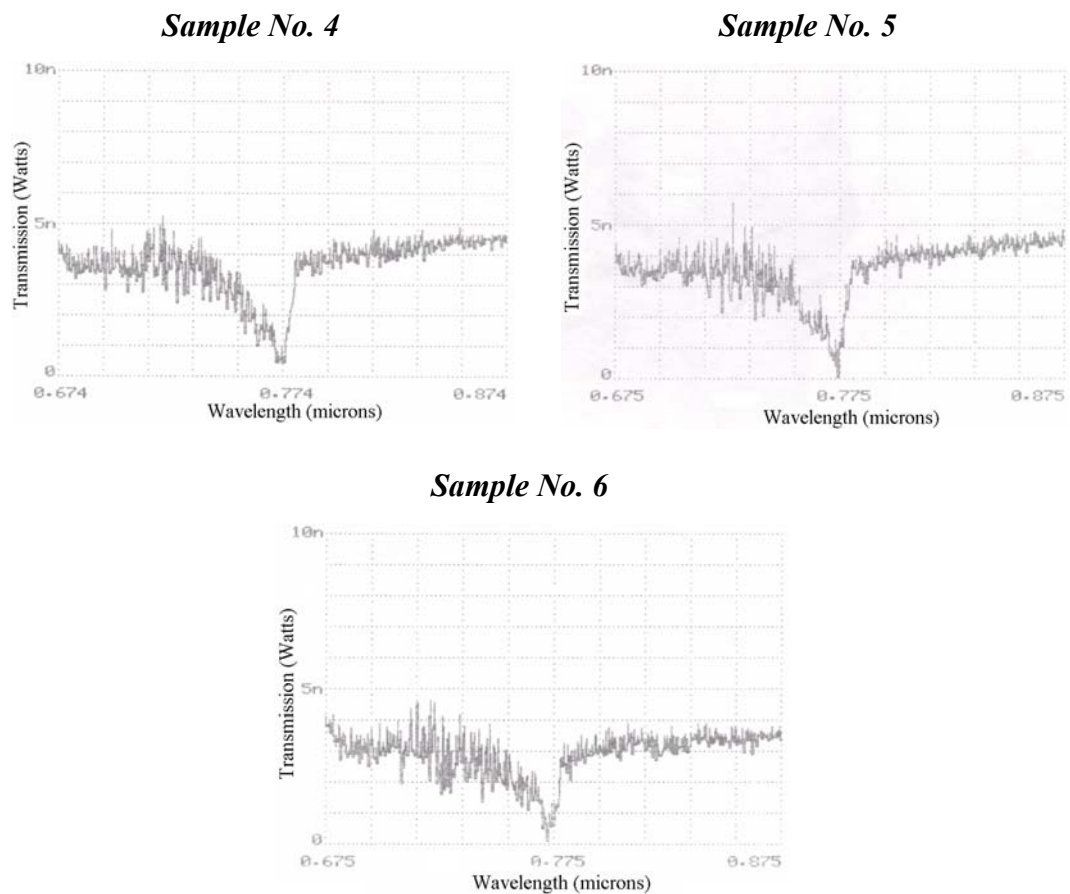 Sample No. 4
10n
5n
0
Transmission (Watts)
0.674 0.774 0.874
Wavelength (microns)
Sample No. 5
10n
5n
0
Transmission (Watts)
0.675 0.775 0.875
Wavelength (microns)
Sample No. 6
10n
5n
0
Transmission (Watts)
0.675 0.775 0.875
Wavelength (microns)